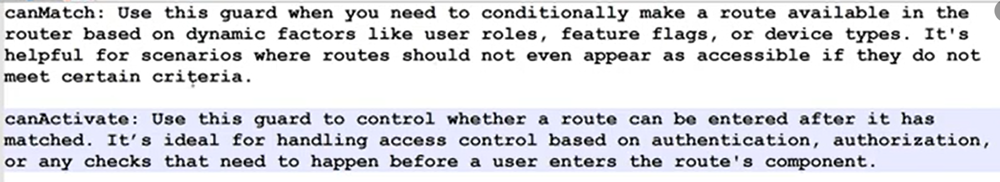 canMatch: Use this guard when you need to conditionally make a route available in the
router based on dynamic factors like user roles, feature flags, or device types. It's
helpful for scenarios where routes should not even appear as accessible if they do not
meet certain criteria.
canActivate: Use this guard to control whether a route can be entered after it has
matched. It’s ideal for handling access control based on authentication, authorization,
or any checks that need to happen before a user enters the route's component.